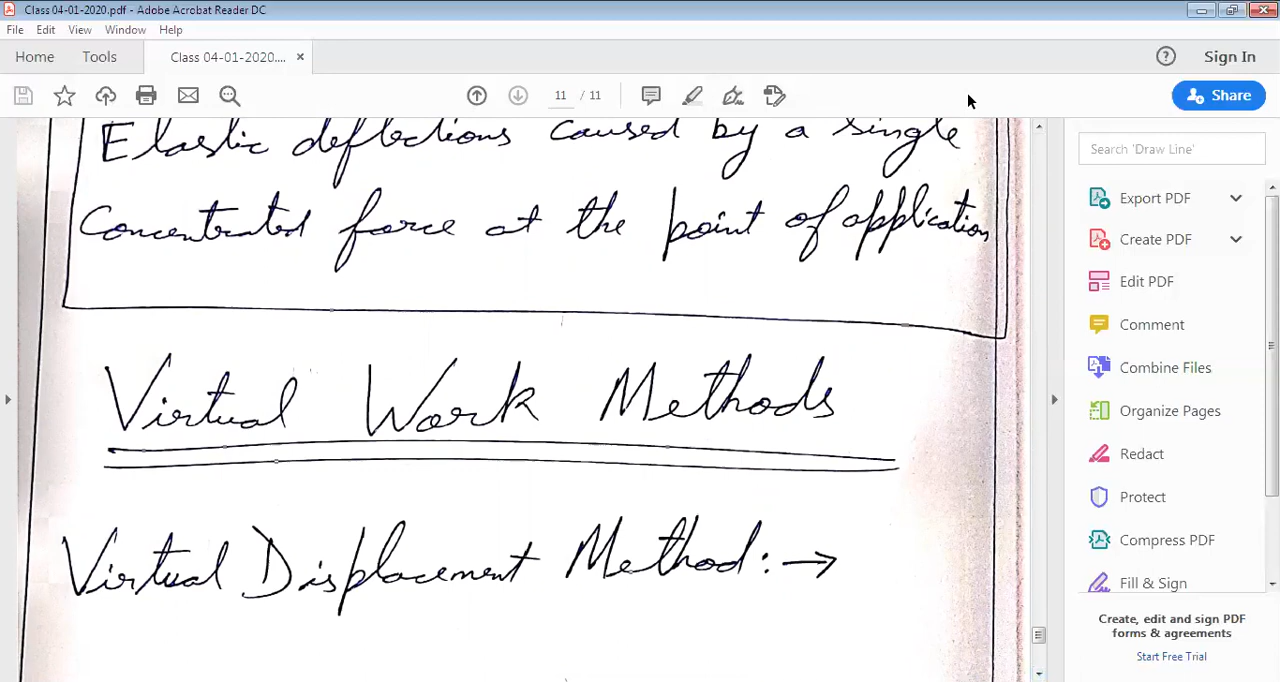 Class 04-01-2020.pdf - Adobe Acrobat Reader DC
File Edit View Window Help
Home Tools Class 04-01-2020.... × Sign In
11 / 11 Share
Elastic deflections caused by a single
Concentrated force at the point of application
Virtual Work Methods
Virtual Displacement Method:→
Search 'Draw Line'
Export PDF
Create PDF
Edit PDF
Comment
Combine Files
Organize Pages
Redact
Protect
Compress PDF
Fill & Sign
Create, edit and sign PDF
forms & agreements
Start Free Trial